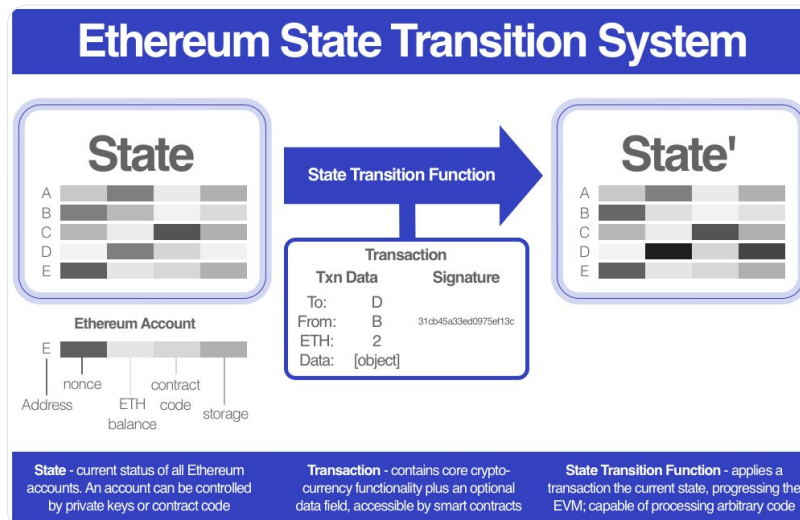 Ethereum State Transition System
State
A
B
C
D
E
State Transition Function
Transaction
Txn Data Signature
To: D
From: B 31cb45a33ed0975ef13c
ETH: 2
Data: [object]
State'
A
B
C
D
E
Ethereum Account
E
nonce
contract
code
Address
ETH
balance
storage
State - current status of all Ethereum
accounts. An account can be controlled
by private keys or contract code
Transaction - contains core crypto-
currency functionality plus an optional
data field, accessible by smart contracts
State Transition Function - applies a
transaction the current state, progressing the
EVM; capable of processing arbitrary code